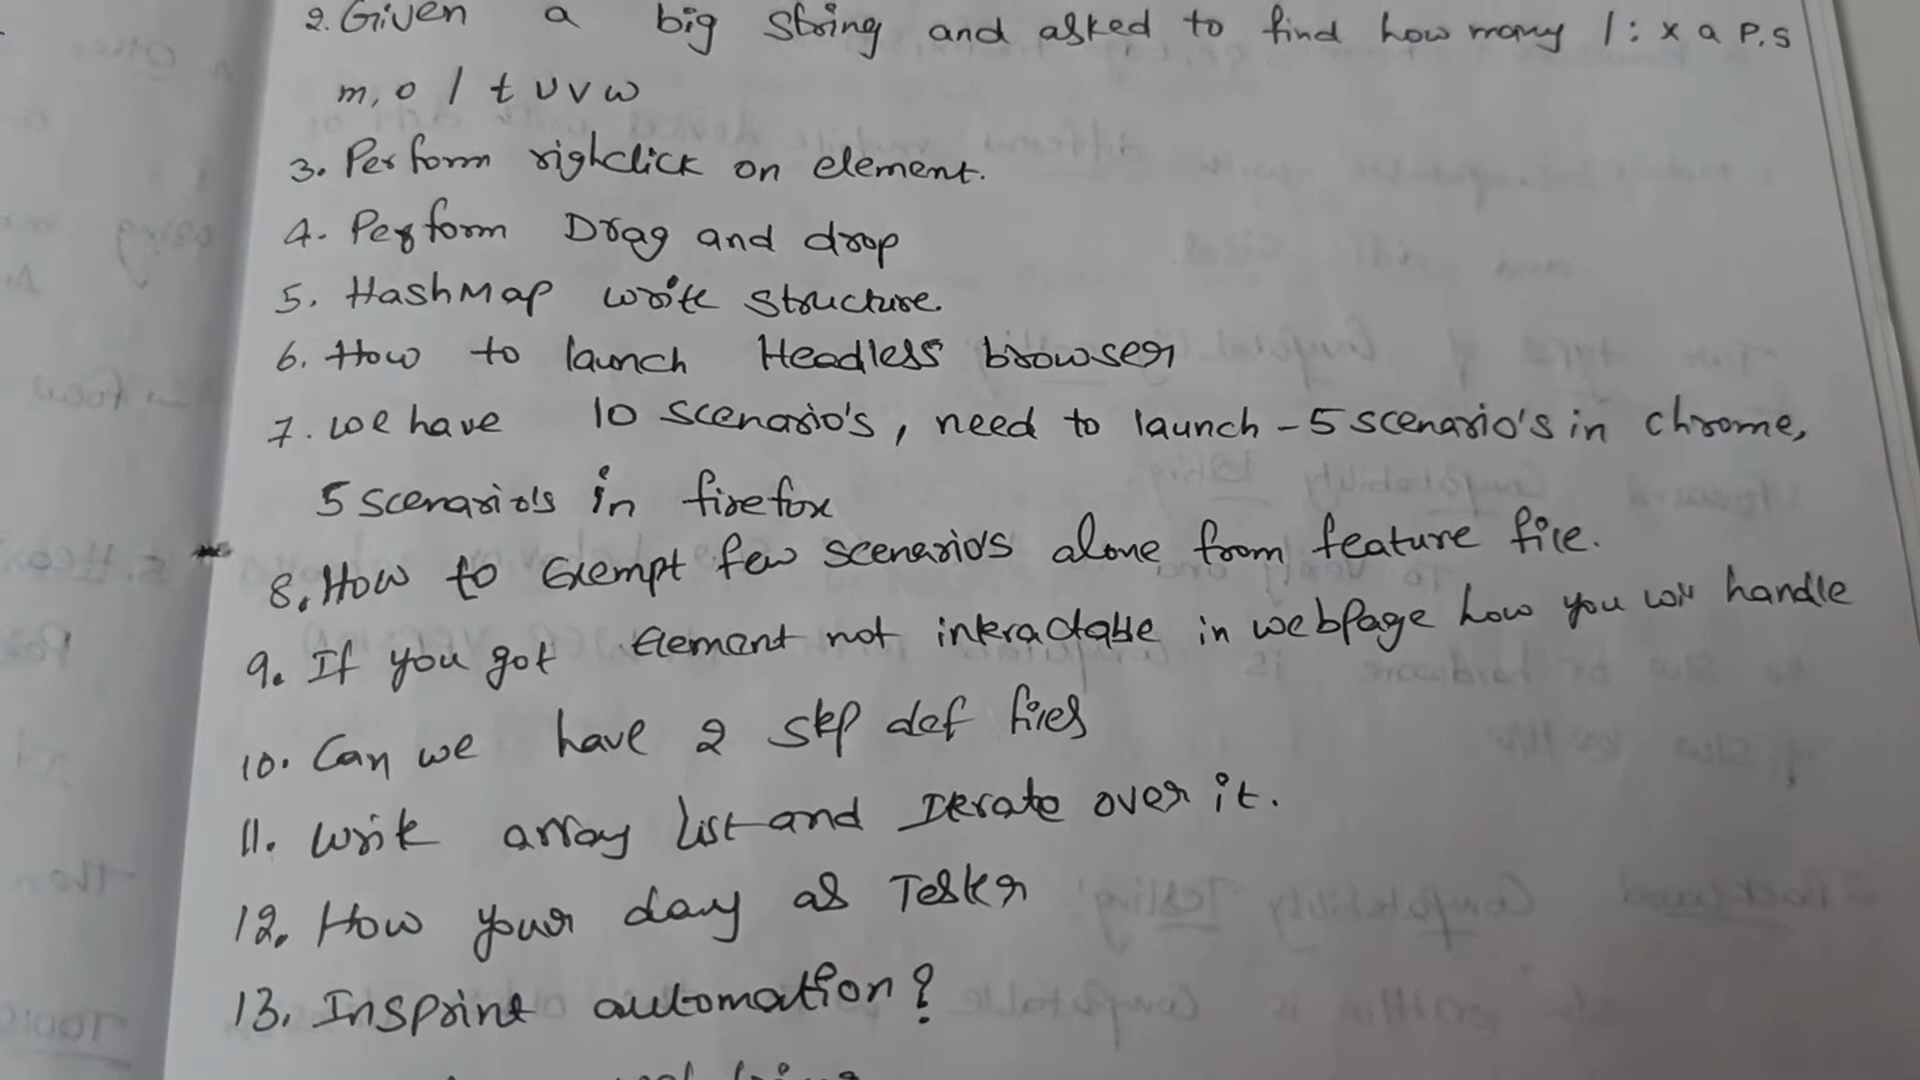 2. Given a big string and asked to find how many 1 : x a p, s
m, o / t u v w
3. Perform righclick on element.
4. Perform Drag and drop
5. HashMap write structure.
6. How to launch Headless browser
7. we have 10 scenario's, need to launch - 5 scenario's in chrome,
5 scenario's in firefox
8. How to Exempt few scenario's alone from feature file.
9. If you got Element not interactable in webpage how you will handle
10. Can we have 2 step def files
11. Write array list and Iterate over it.
12. How your day as Tester
13. Insprint automation?